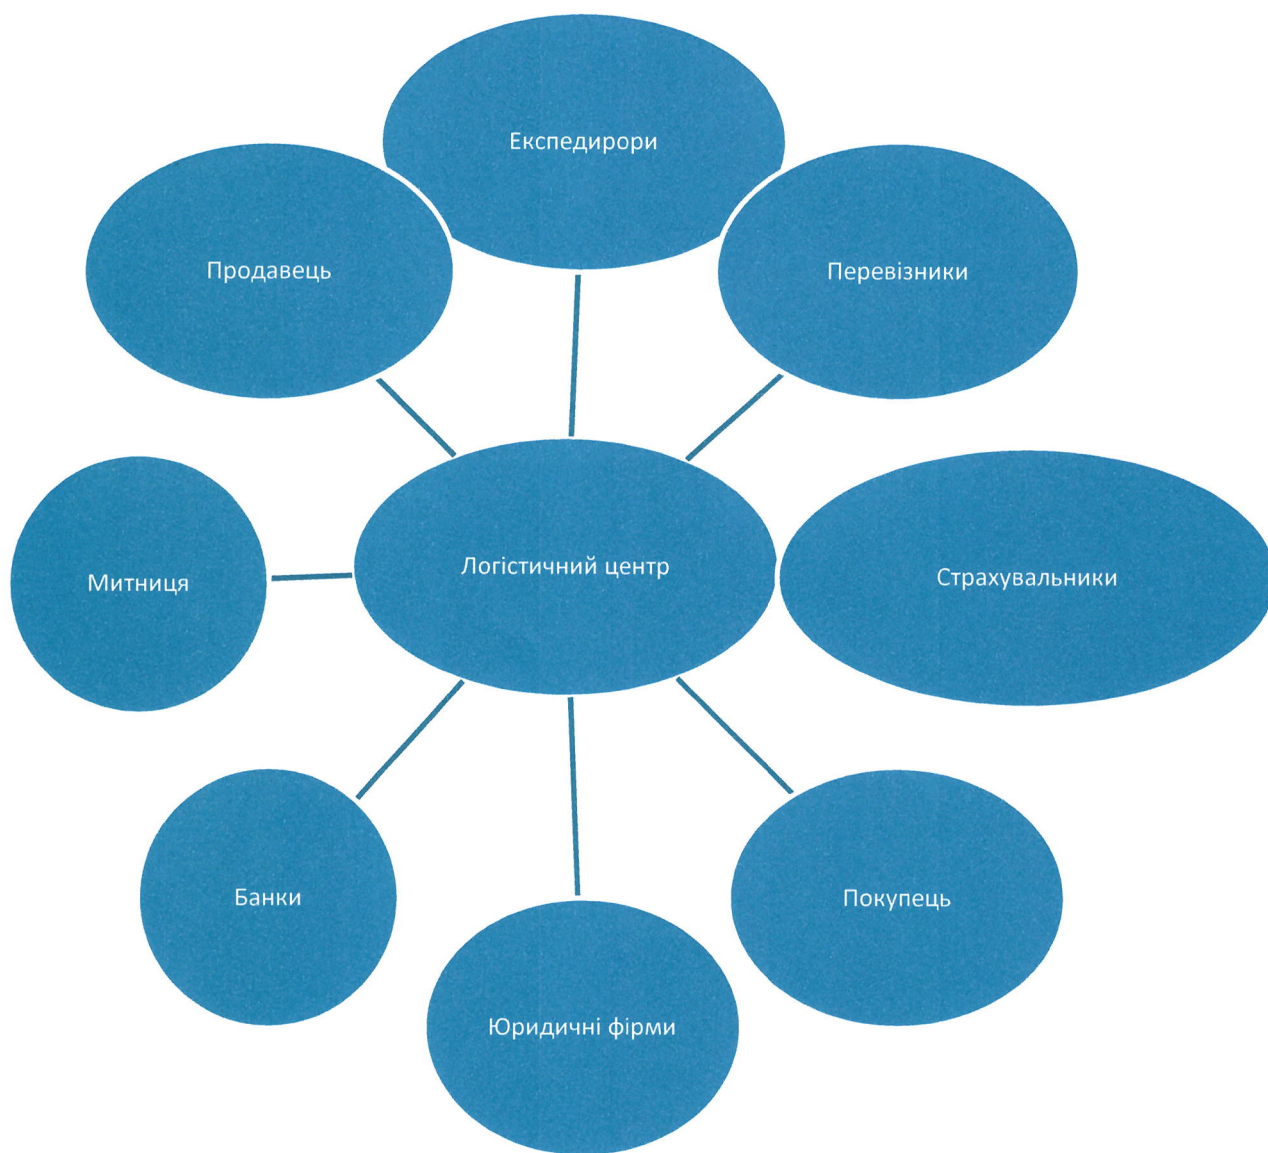 Експедирори
Продавець
Перевізники
Логістичний центр
Страхувальники
Митниця
Банки
Покупець
Юридичні фірми